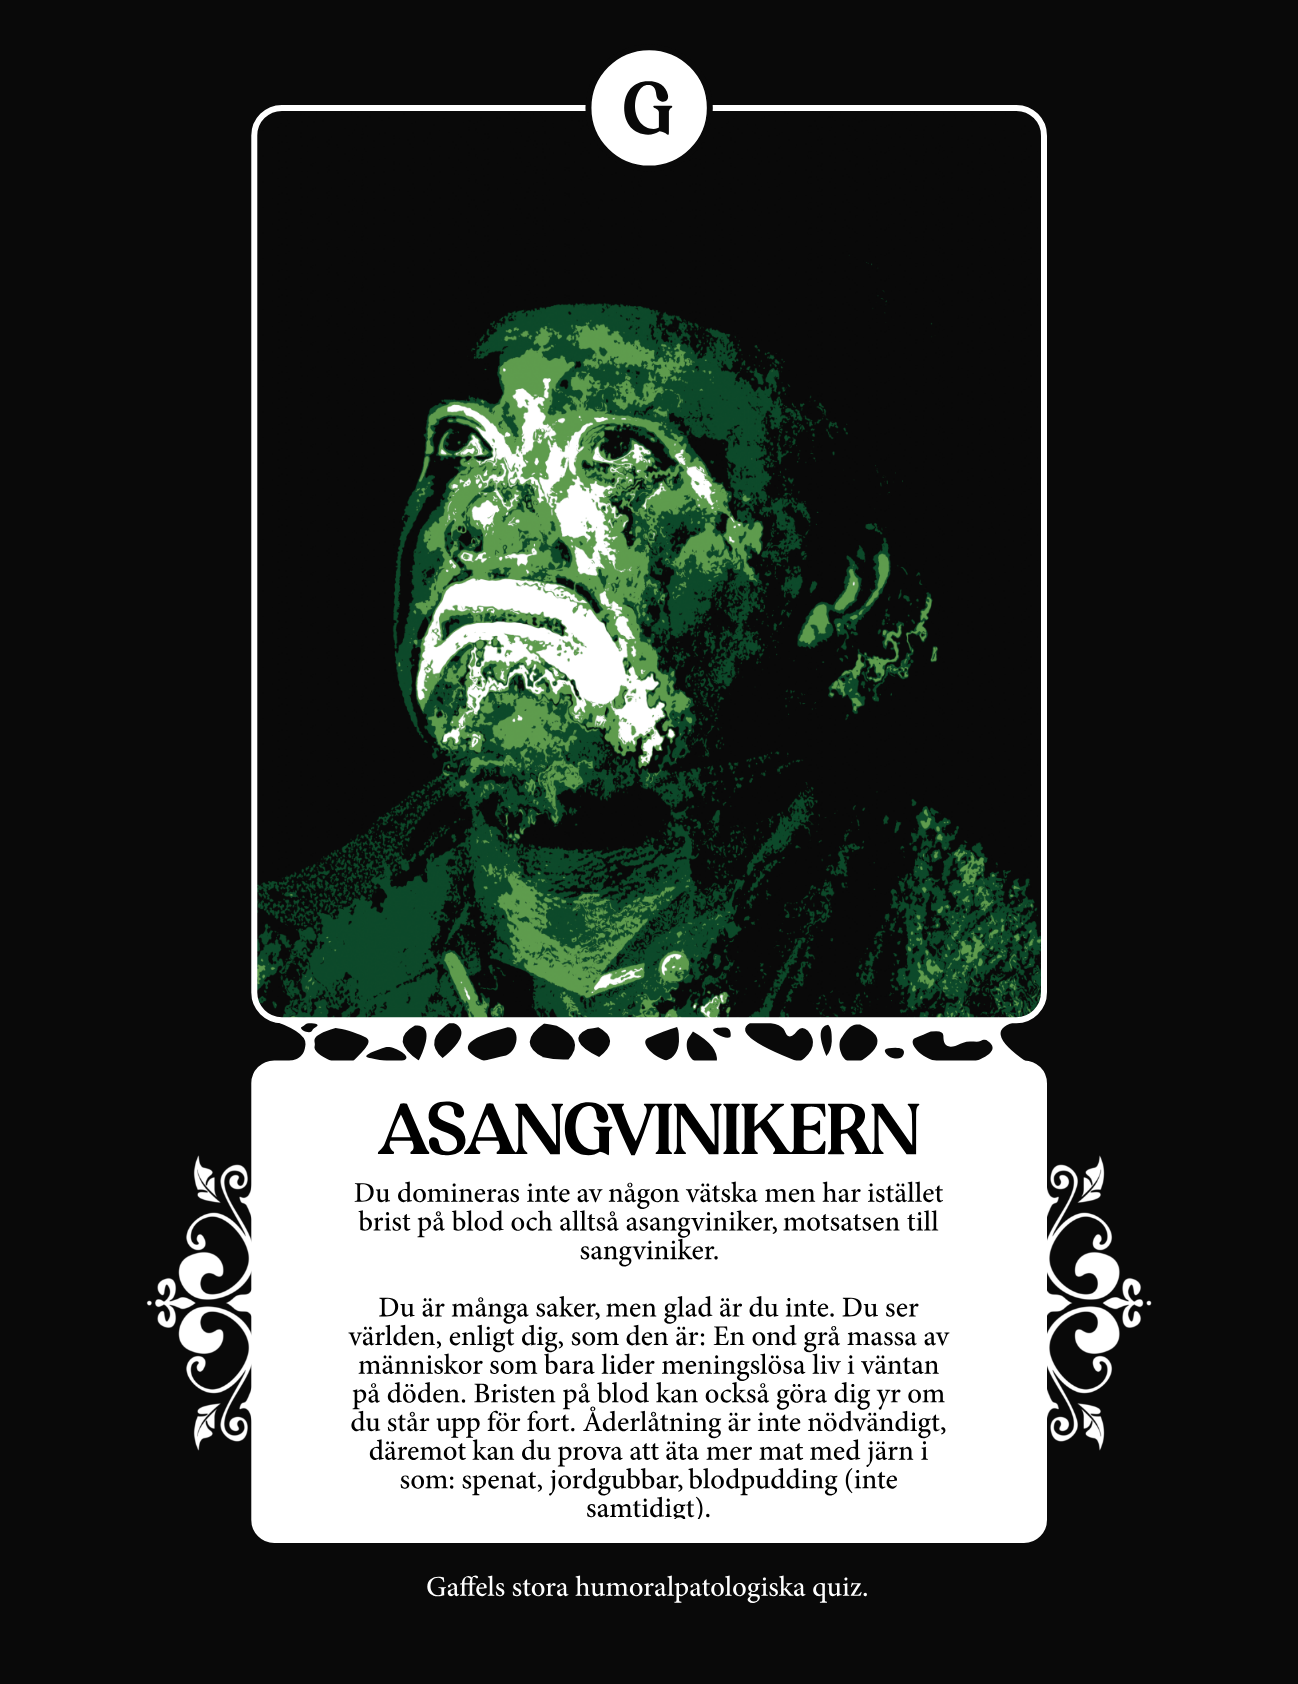 G
ASANGVINIKERN
Du domineras inte av någon vätska men har istället
brist på blod och alltså asangviniker, motsatsen till
sangviniker.
Du är många saker, men glad är du inte. Du ser
världen, enligt dig, som den är: En ond grå massa av
människor som bara lider meningslösa liv i väntan
på döden. Bristen på blod kan också göra dig yr om
du står upp för fort. Åderlåtning är inte nödvändigt,
däremot kan du prova att äta mer mat med järn i
som: spenat, jordgubbar, blodpudding (inte
samtidigt).
Gaffels stora humoralpatologiska quiz.